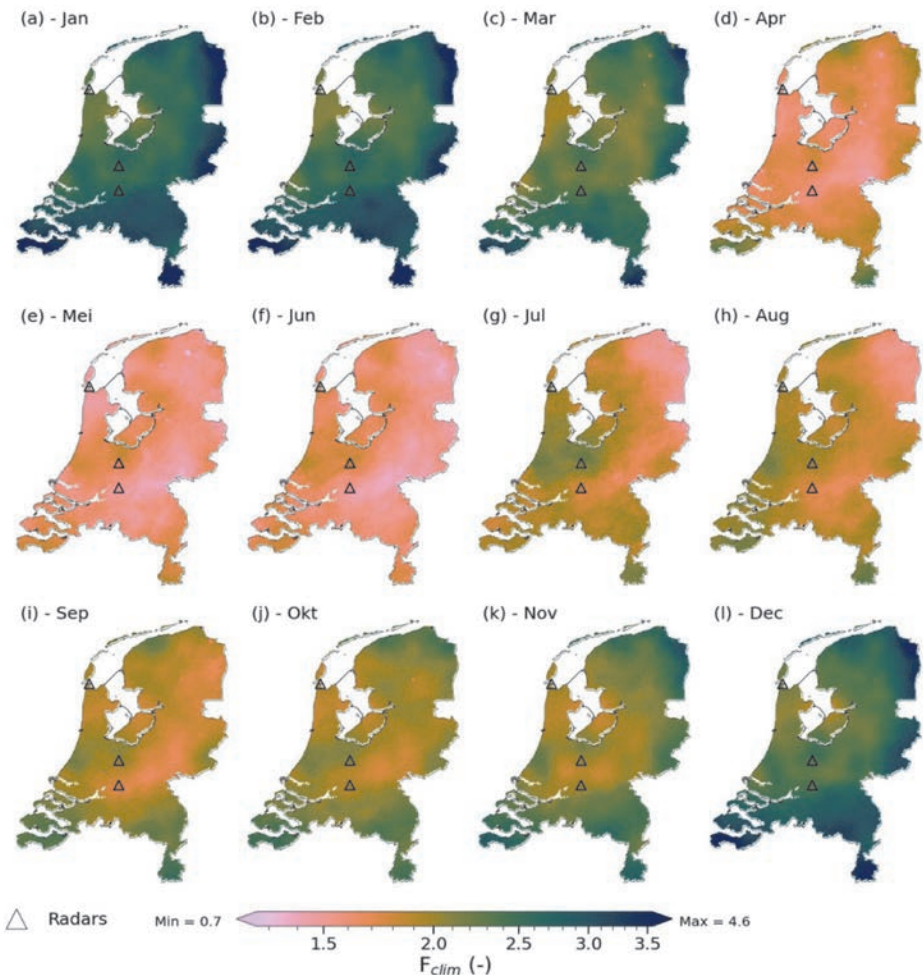 (a) - Jan
(b) - Feb
(c) - Mar
(d) - Apr
(e) - Mei
(f) - Jun
(g) - Jul
(h) - Aug
(i) - Sep
(j) - Okt
(k) - Nov
(l) - Dec
Radars
Min = 0.7
Max = 4.6
1.5 2.0 2.5 3.0 3.5
F_clim (-)